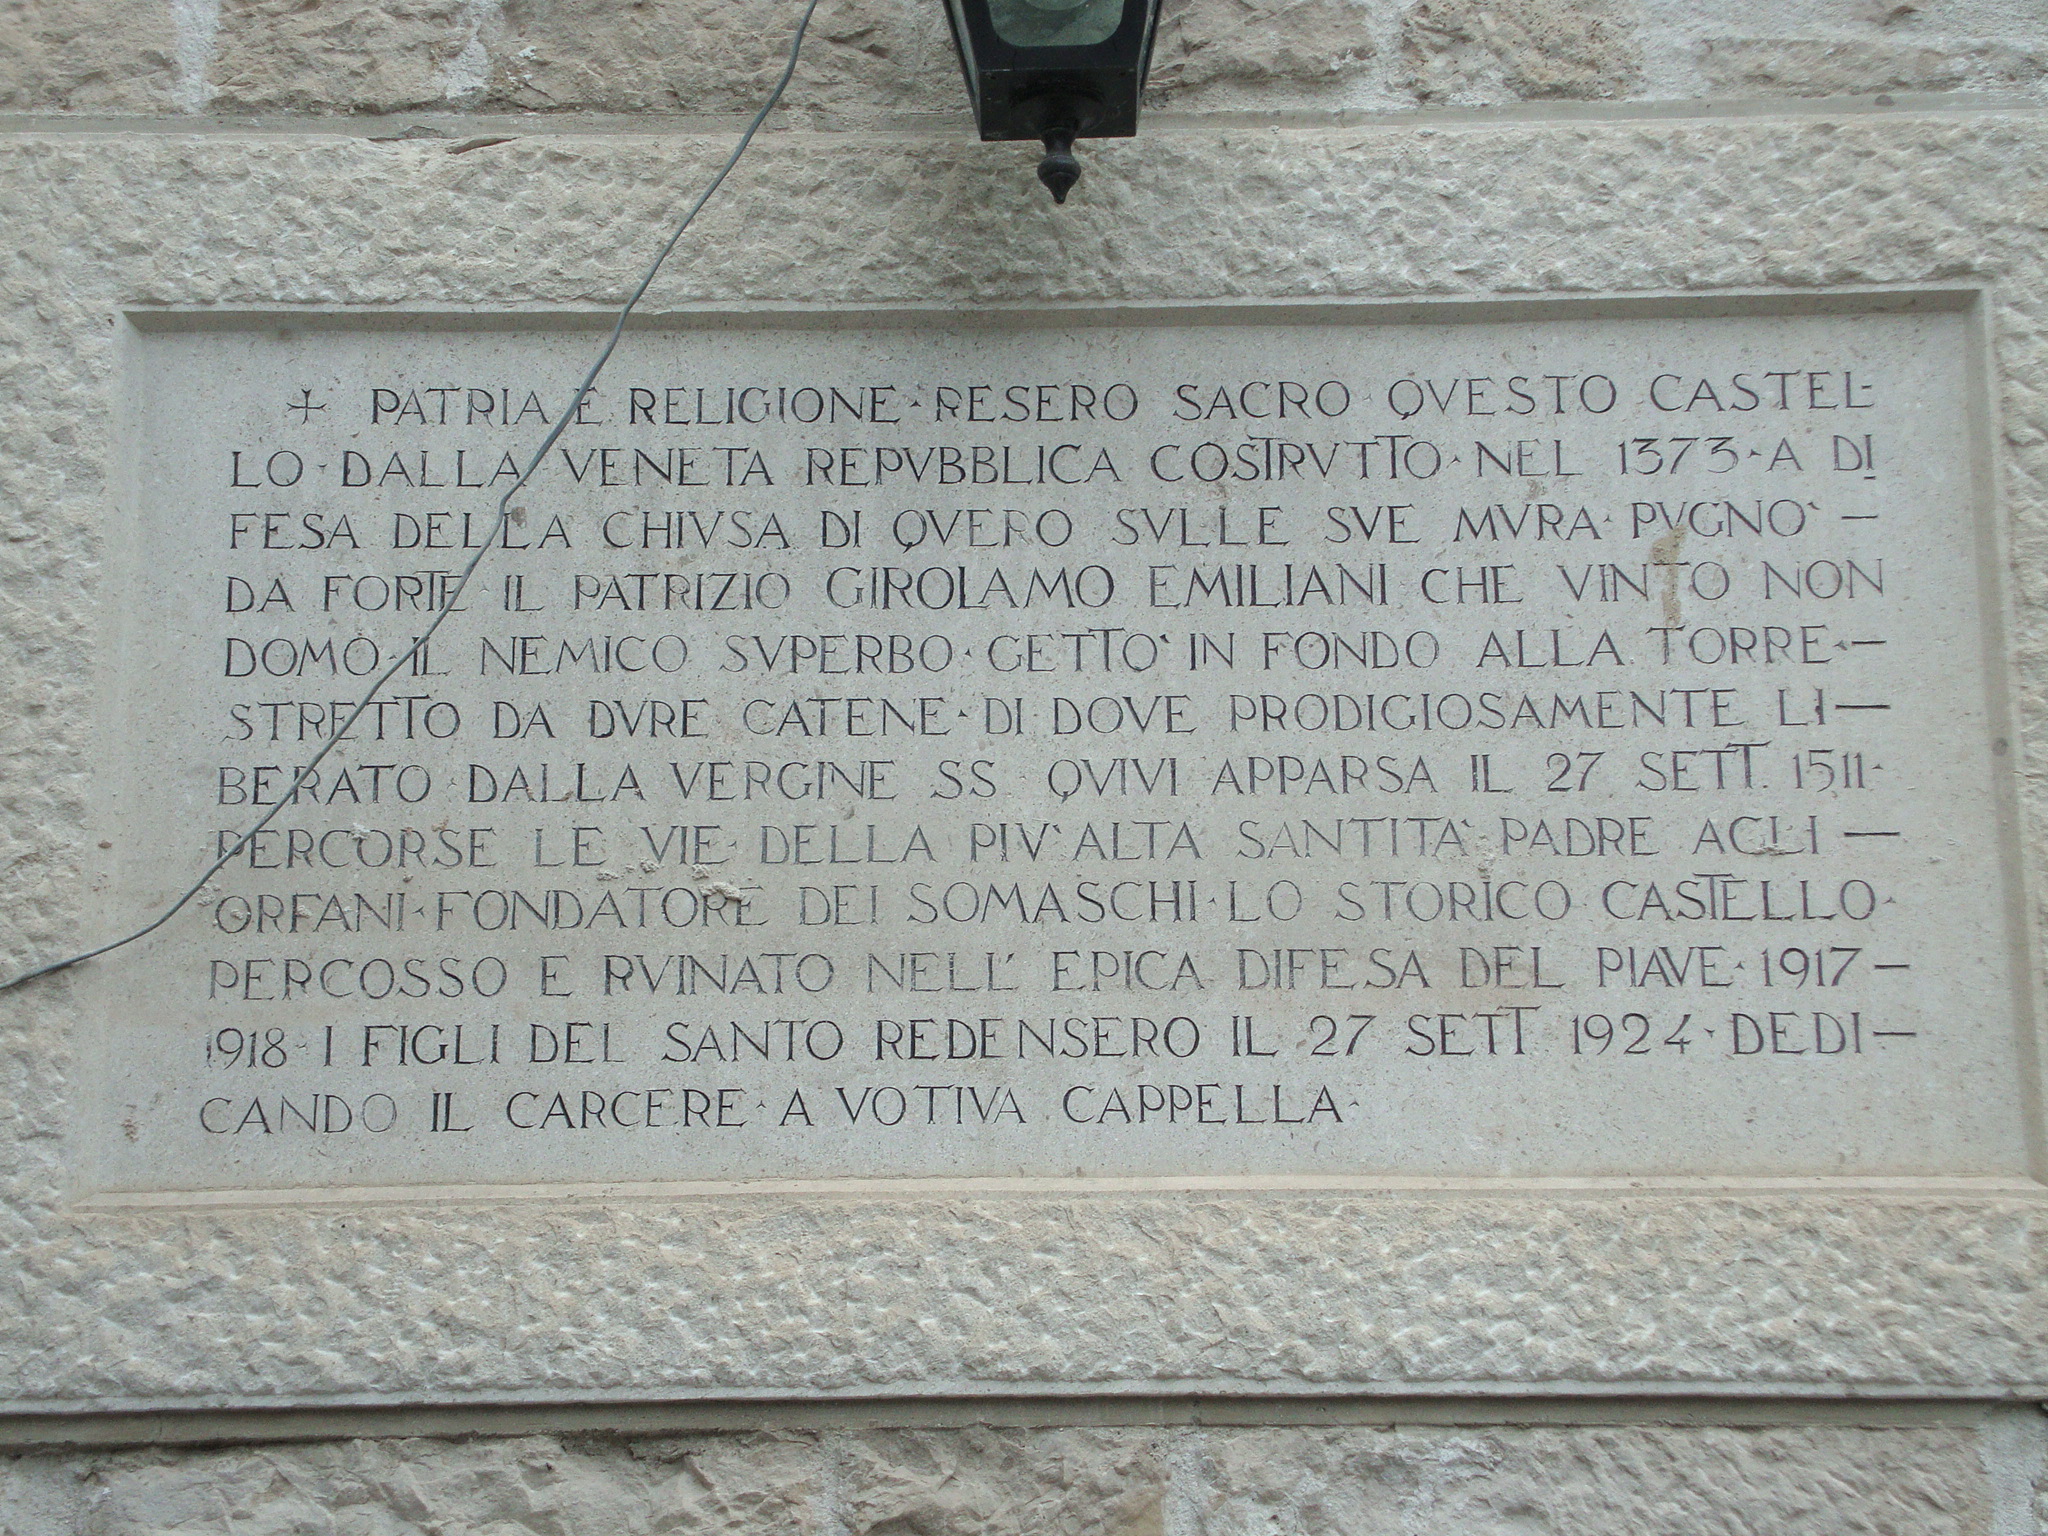 + PATRIA E RELIGIONE · RESERO SACRO QVESTO CASTEL-
LO · DALLA VENETA REPVBBLICA COSTRVTTO · NEL 1373 · A DI
FESA DELLA CHIVSA DI QVERO SVLLE SVE MVRA · PVGNO` —
DA FORTE IL PATRIZIO GIROLAMO EMILIANI CHE VINTO NON
DOMO · IL NEMICO SVPERBO · GETTO` IN FONDO ALLA TORRE · —
STRETTO DA DVRE CATENE · DI DOVE PRODIGIOSAMENTE LI —
BERATO DALLA VERGINE SS. QVIVI APPARSA IL 27 SETT. 1511 ·
PERCORSE LE VIE DELLA PIV` ALTA SANTITA` PADRE AGLI —
ORFANI · FONDATORE DEI SOMASCHI · LO STORICO CASTELLO ·
PERCOSSO E RVINATO NELL' EPICA DIFESA DEL PIAVE · 1917 —
1918 · I FIGLI DEL SANTO REDENSERO IL 27 SETT 1924 · DEDI —
CANDO IL CARCERE · A VOTIVA CAPPELLA ·